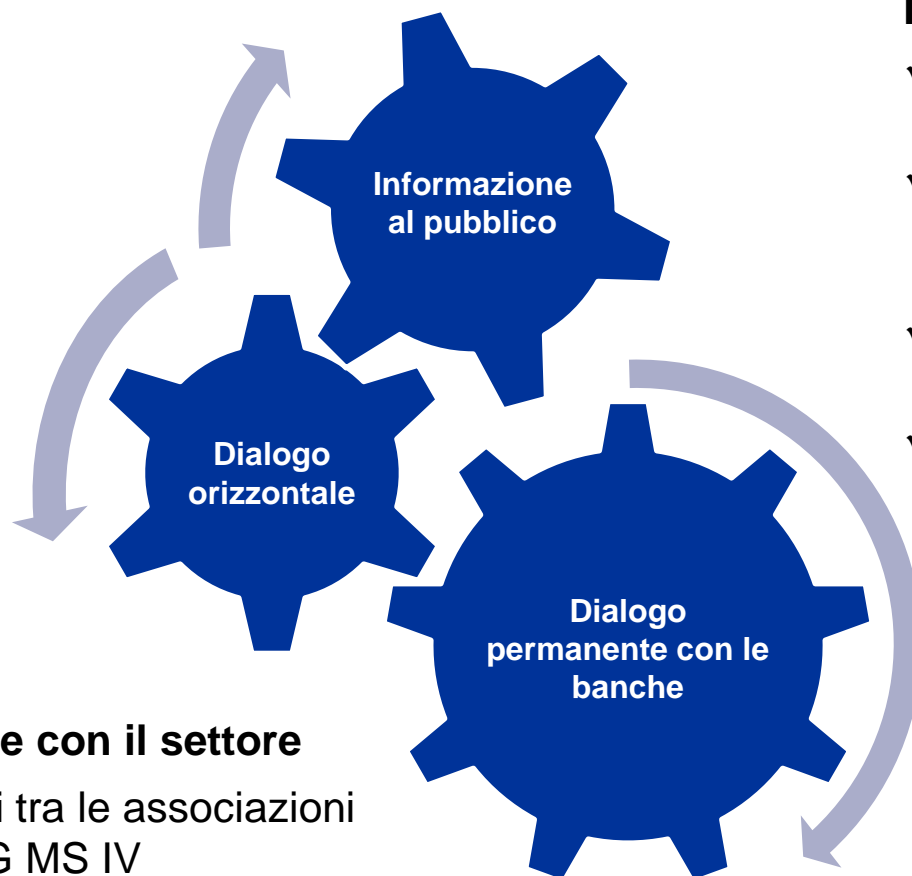 Informazione
al pubblico
Dialogo
orizzontale
Dialogo
permanente con le
banche
e con il settore
i tra le associazioni
MS IV